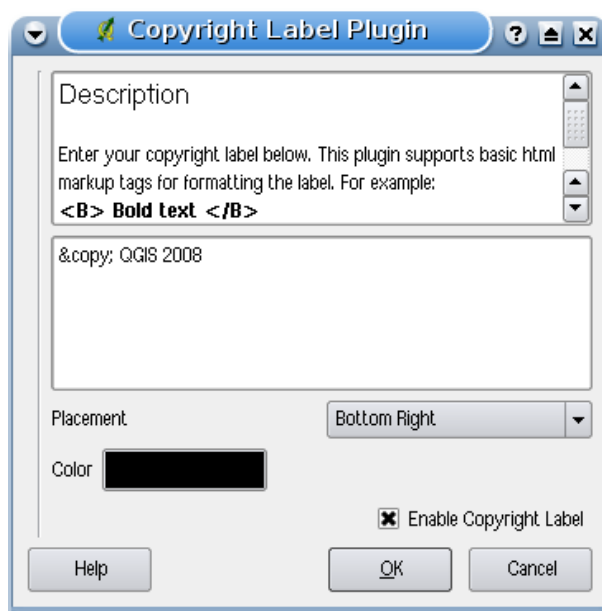 Copyright Label Plugin
Description
Enter your copyright label below. This plugin supports basic html
markup tags for formatting the label. For example:
<B> Bold text </B>
&copy; QGIS 2008
Placement
Bottom Right
Color
Enable Copyright Label
Help
OK
Cancel